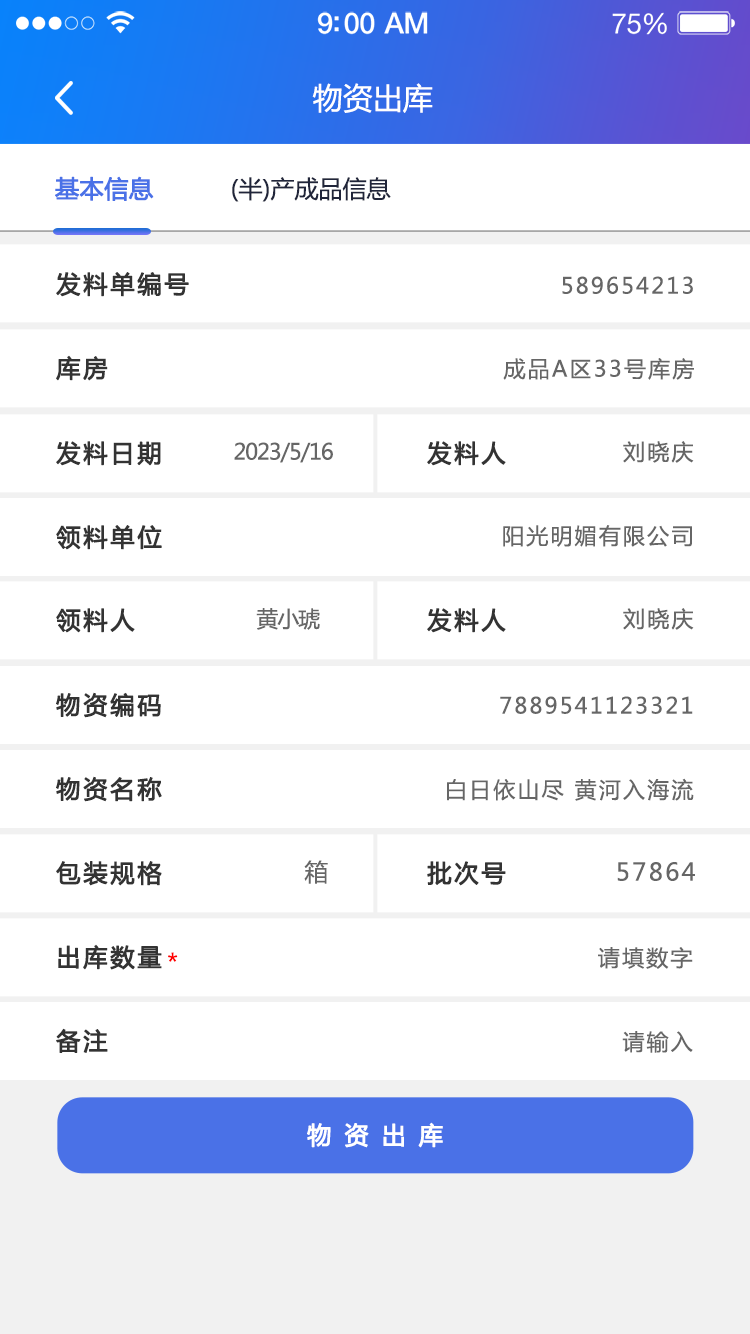 9:00 AM 75%
物资出库
基本信息 (半)产成品信息
发料单编号 589654213
库房 成品A区33号库房
发料日期 2023/5/16 发料人 刘晓庆
领料单位 阳光明媚有限公司
领料人 黄小琥 发料人 刘晓庆
物资编码 7889541123321
物资名称 白日依山尽 黄河入海流
包装规格 箱 批次号 57864
出库数量* 请填数字
备注 请输入
物资出库